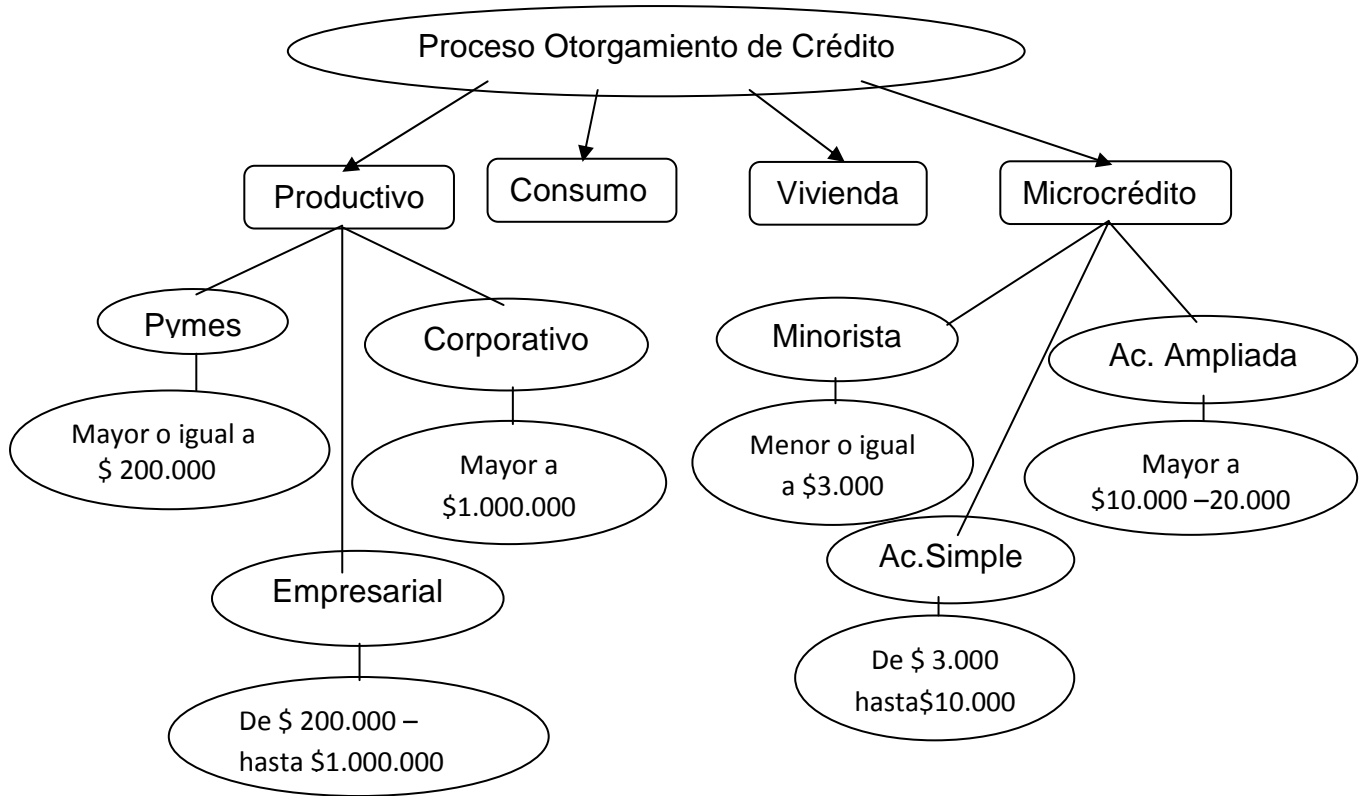 Proceso Otorgamiento de Crédito
Productivo
Consumo
Vivienda
Microcrédito
Pymes
Corporativo
Minorista
Ac. Ampliada
Mayor o igual a
$ 200.000
Mayor a
$1.000.000
Menor o igual
a $3.000
Mayor a
$10.000 –20.000
Empresarial
Ac.Simple
De $ 200.000 –
hasta $1.000.000
De $ 3.000
hasta$10.000